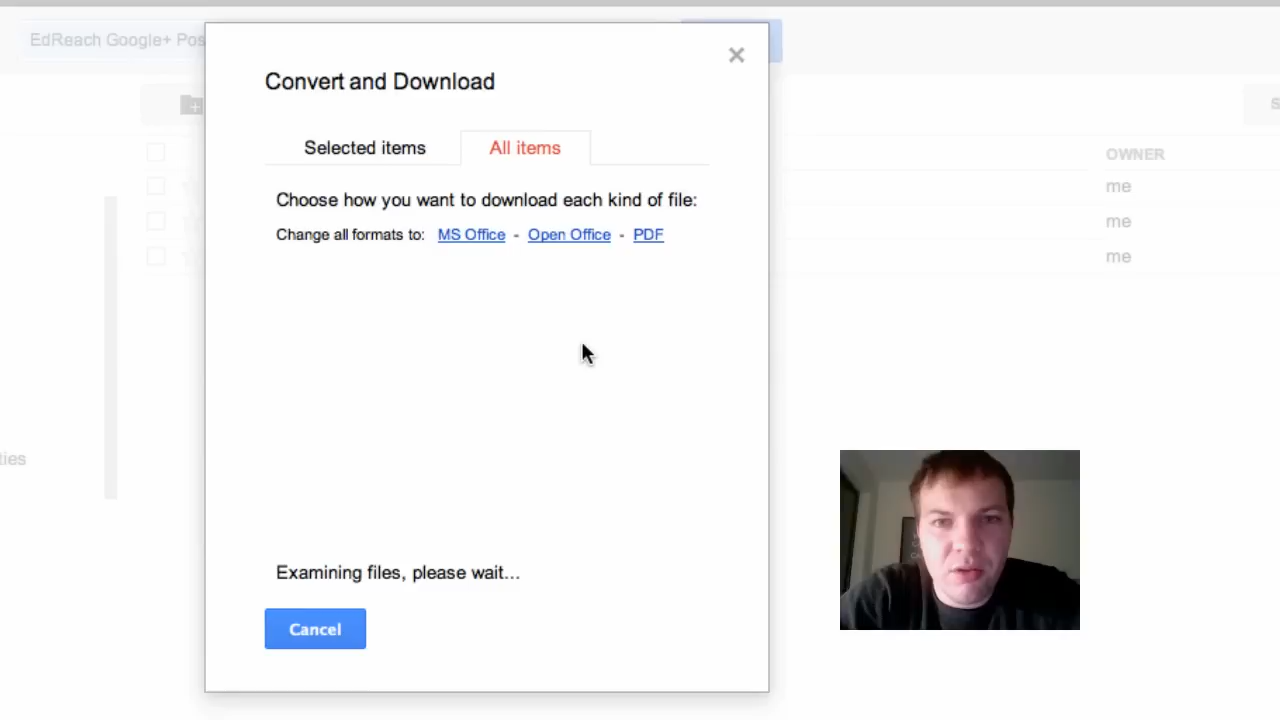 EdReach Google+ Pos
Convert and Download
Selected items
All items
Choose how you want to download each kind of file:
Change all formats to: MS Office - Open Office - PDF
OWNER
me
me
me
ties
Examining files, please wait...
Cancel